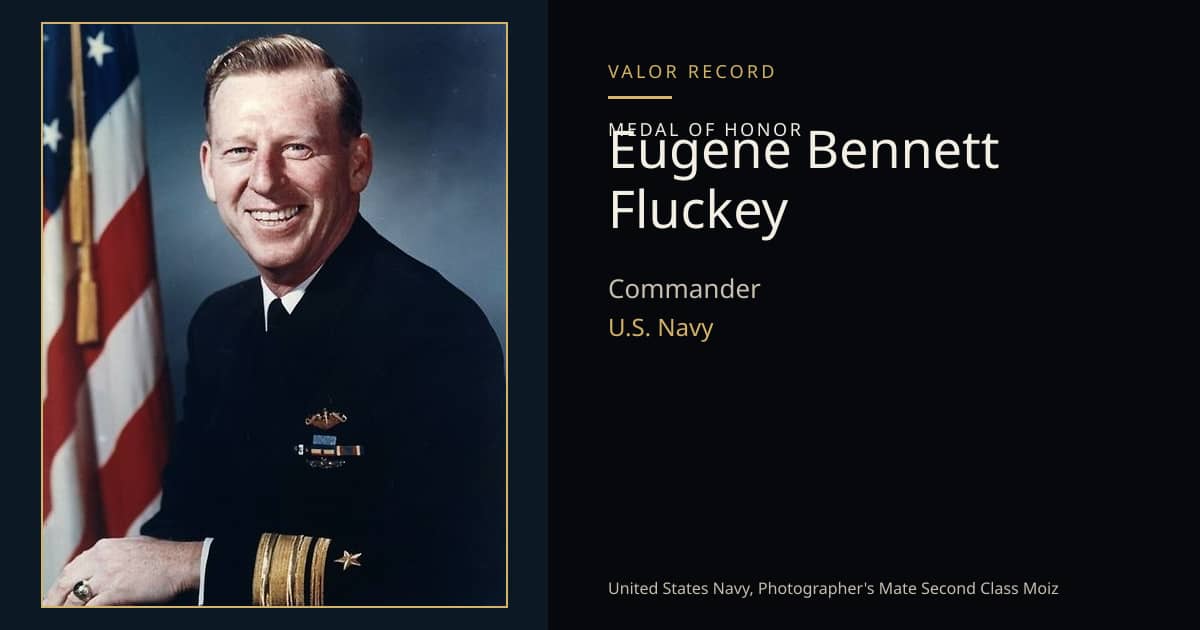 VALOR RECORD
MEDAL OF HONOR
Eugene Bennett
Fluckey
Commander
U.S. Navy
United States Navy, Photographer's Mate Second Class Moiz